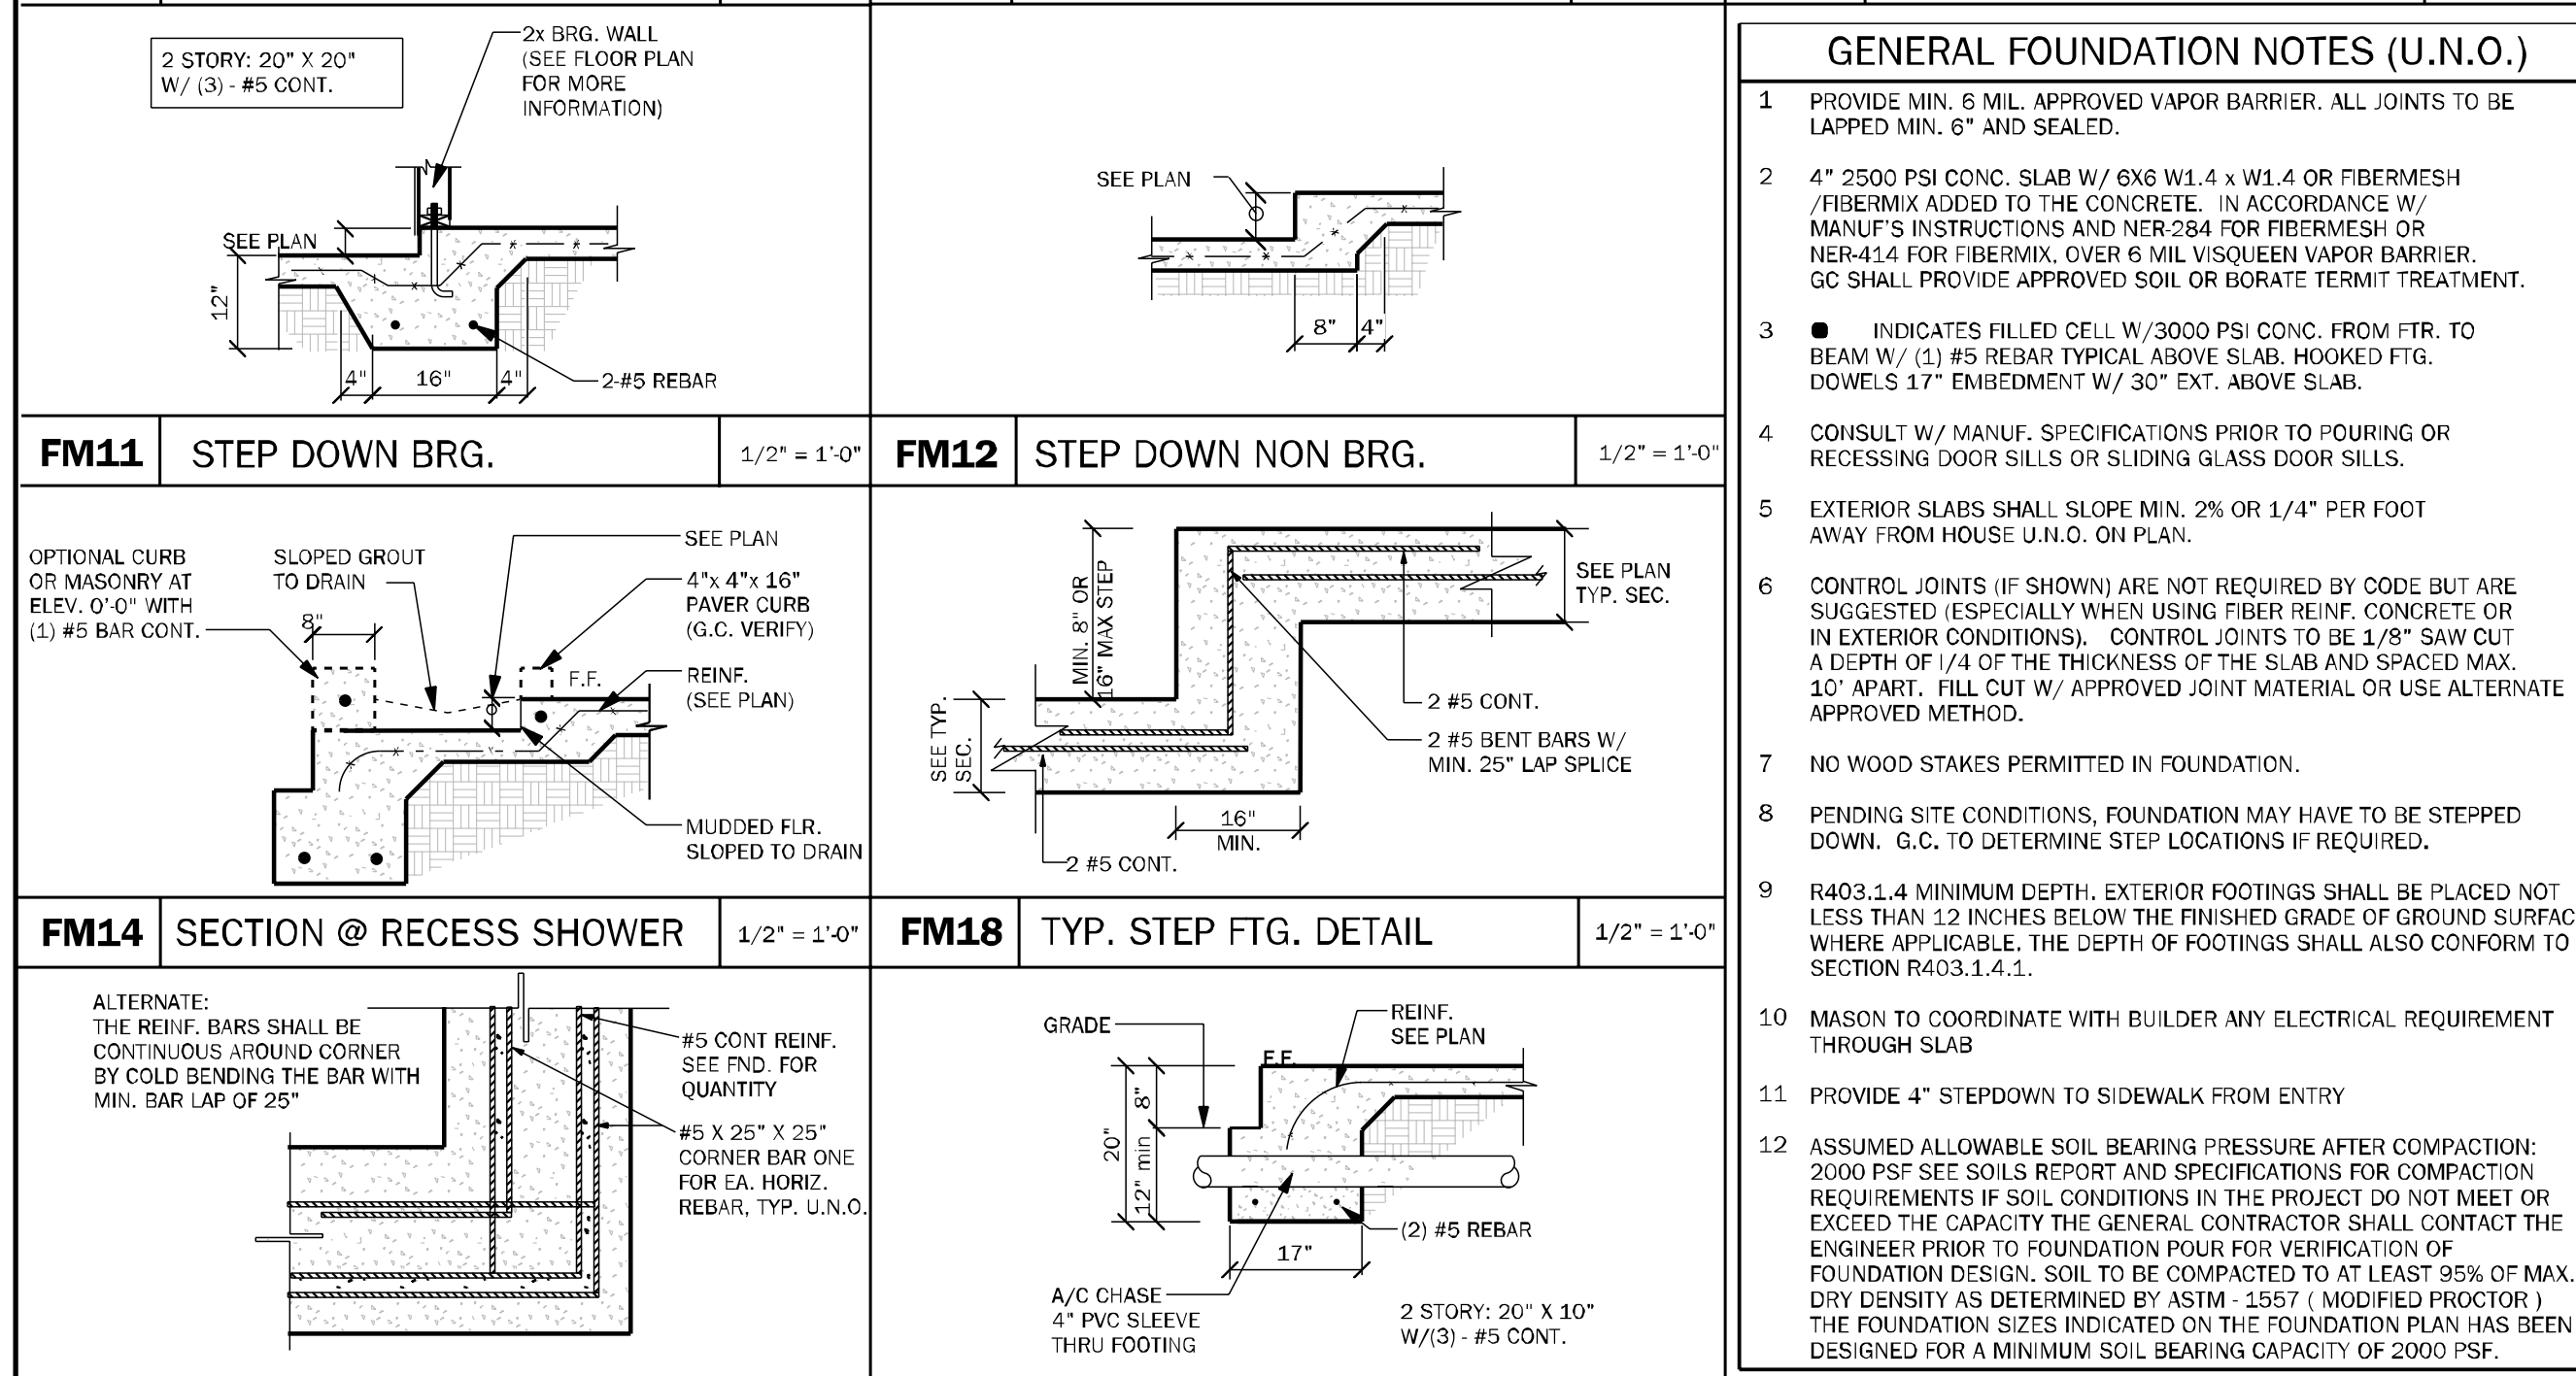 2 STORY: 20" X 20"
W/ (3) - #5 CONT.
2x BRG. WALL
(SEE FLOOR PLAN
FOR MORE
INFORMATION)
SEE PLAN
12"
4"
16"
4"
2-#5 REBAR
FM11
STEP DOWN BRG.
1/2" = 1'-0"
SEE PLAN
8"
4"
FM12
STEP DOWN NON BRG.
1/2" = 1'-0"
OPTIONAL CURB
OR MASONRY AT
ELEV. 0'-0" WITH
(1) #5 BAR CONT.
SLOPED GROUT
TO DRAIN
8"
SEE PLAN
4"x 4"x 16"
PAVER CURB
(G.C. VERIFY)
F.F.
REINF.
(SEE PLAN)
MUDDED FLR.
SLOPED TO DRAIN
FM14
SECTION @ RECESS SHOWER
1/2" = 1'-0"
MIN. 8" OR
16" MAX STEP
SEE PLAN
TYP. SEC.
SEE TYP.
SEC.
2 #5 CONT.
2 #5 BENT BARS W/
MIN. 25" LAP SPLICE
16"
MIN.
2 #5 CONT.
FM18
TYP. STEP FTG. DETAIL
1/2" = 1'-0"
ALTERNATE:
THE REINF. BARS SHALL BE
CONTINUOUS AROUND CORNER
BY COLD BENDING THE BAR WITH
MIN. BAR LAP OF 25"
#5 CONT REINF.
SEE FND. FOR
QUANTITY
#5 X 25" X 25"
CORNER BAR ONE
FOR EA. HORIZ.
REBAR, TYP. U.N.O.
GRADE
REINF.
SEE PLAN
F.F.
20"
8"
12" min
17"
(2) #5 REBAR
A/C CHASE
4" PVC SLEEVE
THRU FOOTING
2 STORY: 20" X 10"
W/(3) - #5 CONT.
GENERAL FOUNDATION NOTES (U.N.O.)
1 PROVIDE MIN. 6 MIL. APPROVED VAPOR BARRIER. ALL JOINTS TO BE
LAPPED MIN. 6" AND SEALED.
2 4" 2500 PSI CONC. SLAB W/ 6X6 W1.4 x W1.4 OR FIBERMESH
/FIBERMIX ADDED TO THE CONCRETE. IN ACCORDANCE W/
MANUF'S INSTRUCTIONS AND NER-284 FOR FIBERMESH OR
NER-414 FOR FIBERMIX, OVER 6 MIL VISQUEEN VAPOR BARRIER.
GC SHALL PROVIDE APPROVED SOIL OR BORATE TERMIT TREATMENT.
3 INDICATES FILLED CELL W/3000 PSI CONC. FROM FTR. TO
BEAM W/ (1) #5 REBAR TYPICAL ABOVE SLAB. HOOKED FTG.
DOWELS 17" EMBEDMENT W/ 30" EXT. ABOVE SLAB.
4 CONSULT W/ MANUF. SPECIFICATIONS PRIOR TO POURING OR
RECESSING DOOR SILLS OR SLIDING GLASS DOOR SILLS.
5 EXTERIOR SLABS SHALL SLOPE MIN. 2% OR 1/4" PER FOOT
AWAY FROM HOUSE U.N.O. ON PLAN.
6 CONTROL JOINTS (IF SHOWN) ARE NOT REQUIRED BY CODE BUT ARE
SUGGESTED (ESPECIALLY WHEN USING FIBER REINF. CONCRETE OR
IN EXTERIOR CONDITIONS). CONTROL JOINTS TO BE 1/8" SAW CUT
A DEPTH OF I/4 OF THE THICKNESS OF THE SLAB AND SPACED MAX.
10' APART. FILL CUT W/ APPROVED JOINT MATERIAL OR USE ALTERNATE
APPROVED METHOD.
7 NO WOOD STAKES PERMITTED IN FOUNDATION.
8 PENDING SITE CONDITIONS, FOUNDATION MAY HAVE TO BE STEPPED
DOWN. G.C. TO DETERMINE STEP LOCATIONS IF REQUIRED.
9 R403.1.4 MINIMUM DEPTH. EXTERIOR FOOTINGS SHALL BE PLACED NOT
LESS THAN 12 INCHES BELOW THE FINISHED GRADE OF GROUND SURFAC
WHERE APPLICABLE. THE DEPTH OF FOOTINGS SHALL ALSO CONFORM TO
SECTION R403.1.4.1.
10 MASON TO COORDINATE WITH BUILDER ANY ELECTRICAL REQUIREMENT
THROUGH SLAB
11 PROVIDE 4" STEPDOWN TO SIDEWALK FROM ENTRY
12 ASSUMED ALLOWABLE SOIL BEARING PRESSURE AFTER COMPACTION:
2000 PSF SEE SOILS REPORT AND SPECIFICATIONS FOR COMPACTION
REQUIREMENTS IF SOIL CONDITIONS IN THE PROJECT DO NOT MEET OR
EXCEED THE CAPACITY THE GENERAL CONTRACTOR SHALL CONTACT THE
ENGINEER PRIOR TO FOUNDATION POUR FOR VERIFICATION OF
FOUNDATION DESIGN. SOIL TO BE COMPACTED TO AT LEAST 95% OF MAX.
DRY DENSITY AS DETERMINED BY ASTM - 1557 ( MODIFIED PROCTOR )
THE FOUNDATION SIZES INDICATED ON THE FOUNDATION PLAN HAS BEEN
DESIGNED FOR A MINIMUM SOIL BEARING CAPACITY OF 2000 PSF.